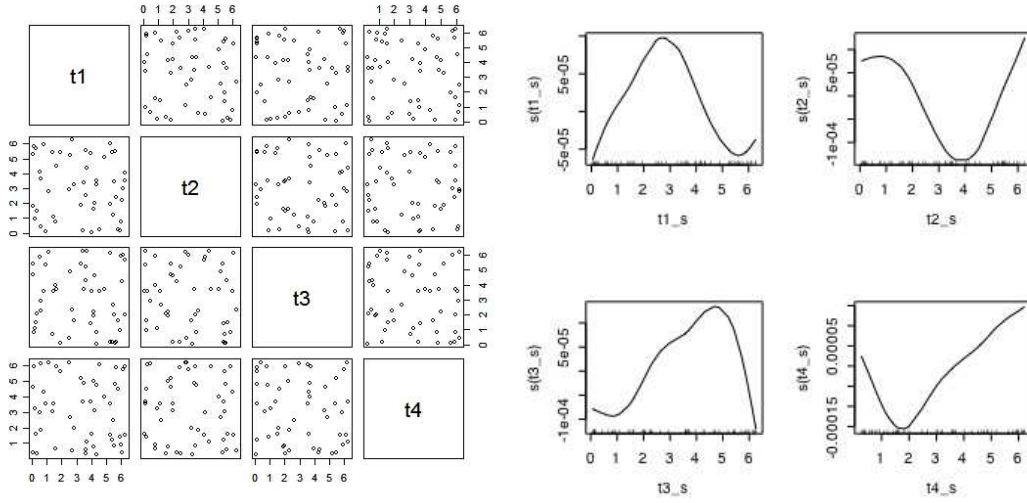 0 1 2 3 4 5 6
0 1 2 3 4 5 6
t1
0 1 2 3 4 5 6
0 1 2 3 4 5 6
t2
t3
0 1 2 3 4 5 6
1 2 3 4 5 6
t4
0 1 2 3 4 5 6
0 1 2 3 4 5 6
1 2 3 4 5 6
s(t1_s)
-5e-05
5e-05
0 1 2 3 4 5 6
t1_s
s(t2_s)
-1e-04
5e-05
0 1 2 3 4 5 6
t2_s
s(t3_s)
-1e-04
5e-05
0 1 2 3 4 5 6
t3_s
s(t4_s)
-0.00015
0.00005
1 2 3 4 5 6
t4_s